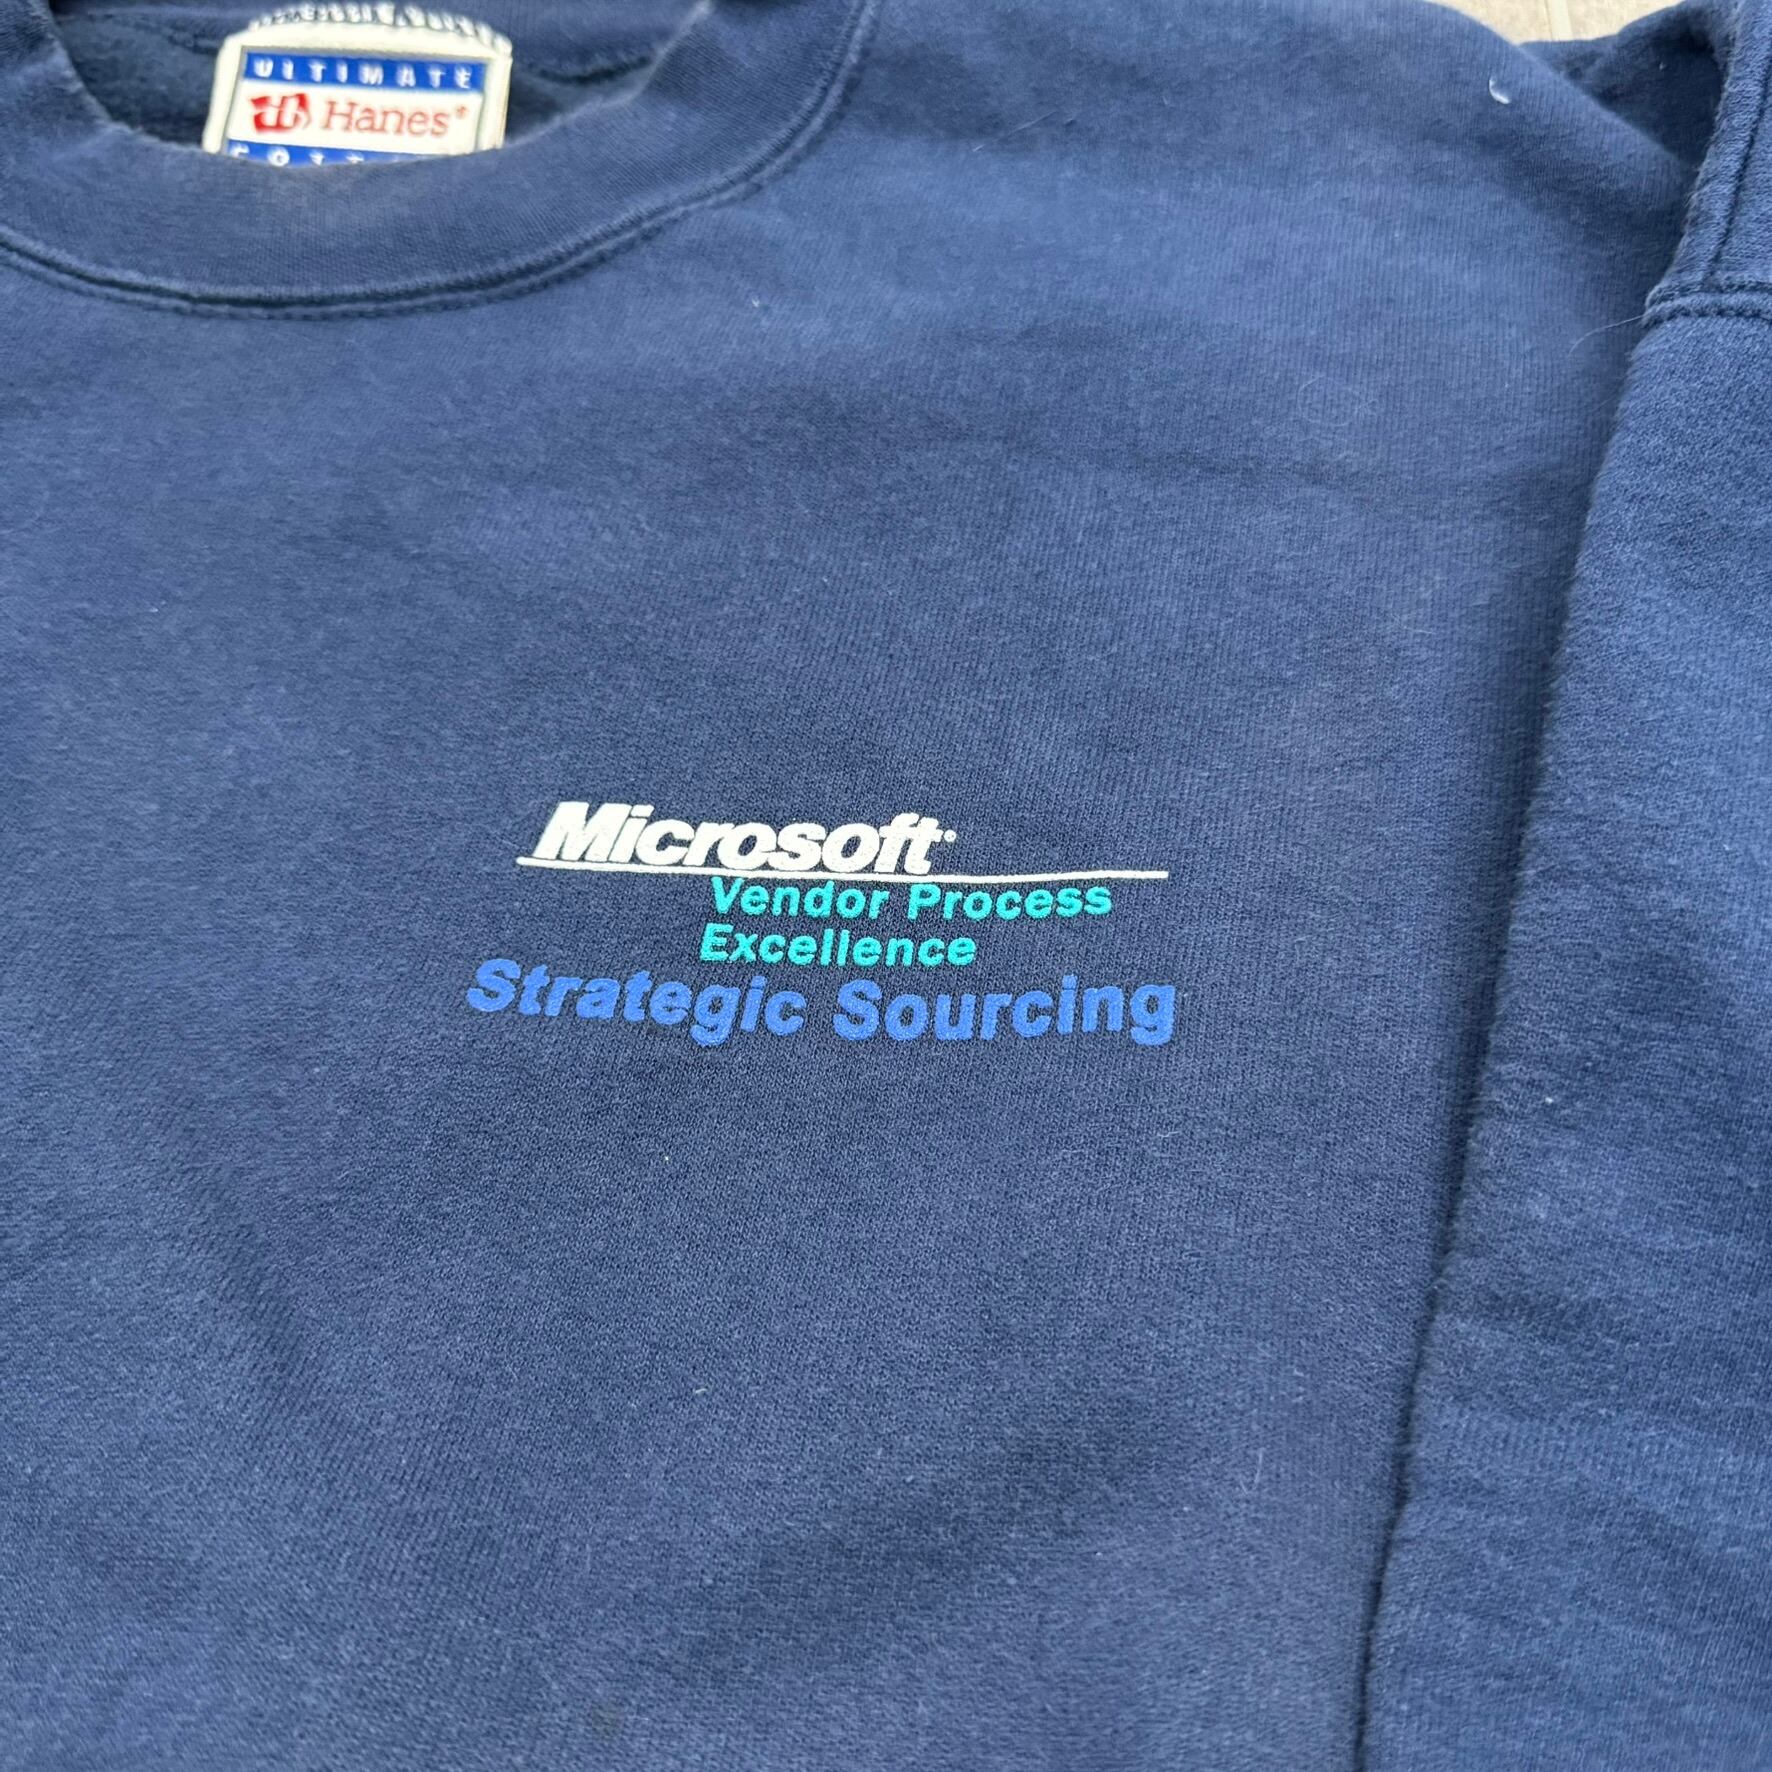 ULTIMATE
Hanes®
Microsoft®
Vendor Process
Excellence
Strategic Sourcing